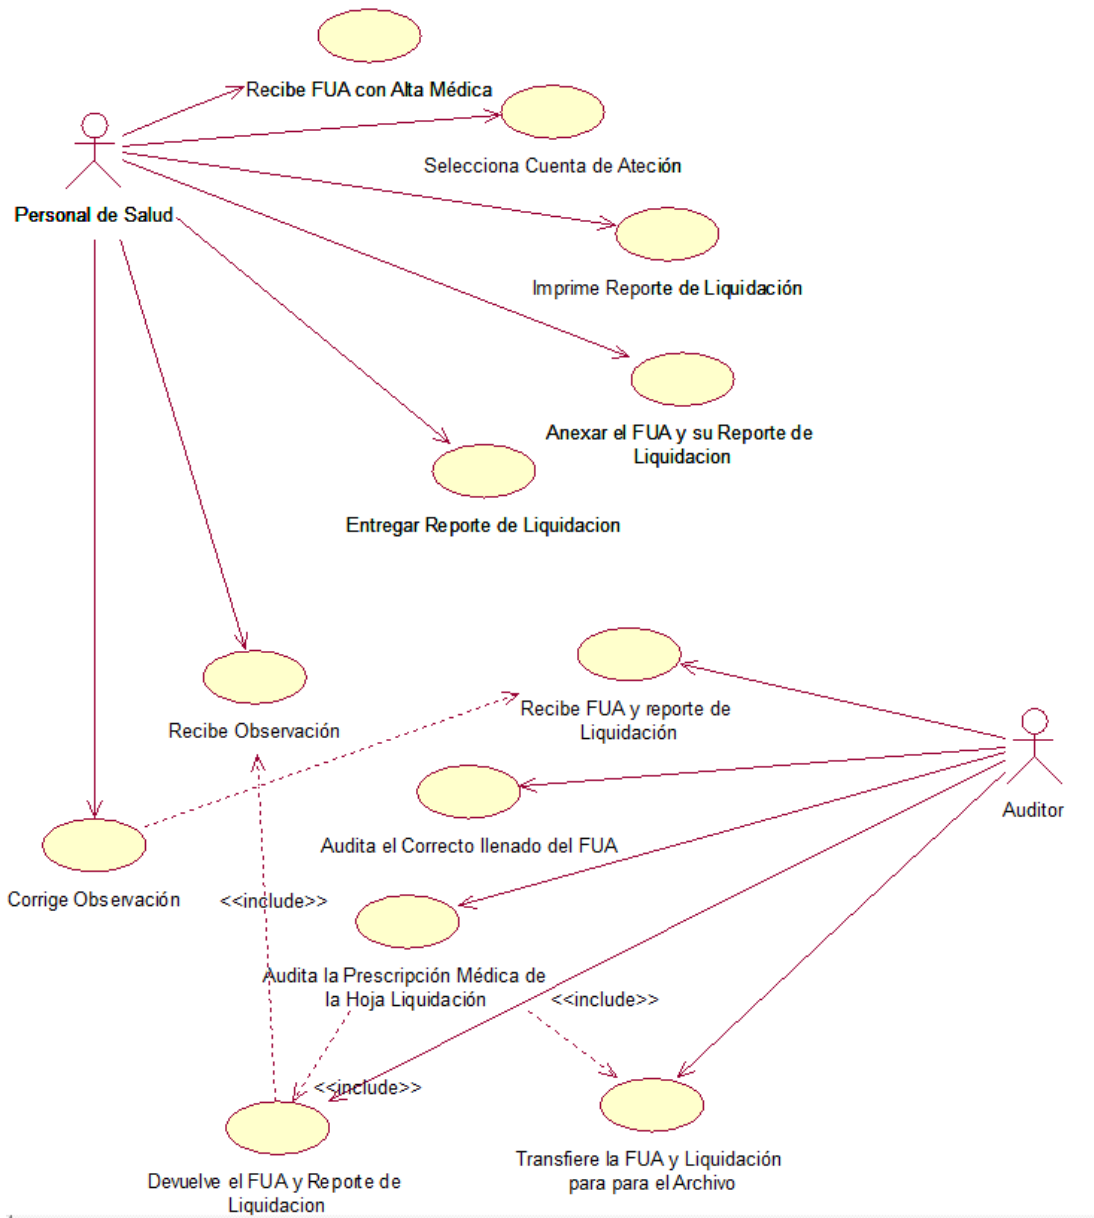 Recibe FUA con Alta Médica
Selecciona Cuenta de Ateción
Personal de Salud
Imprime Reporte de Liquidación
Anexar el FUA y su Reporte de
Liquidacion
Entregar Reporte de Liquidacion
Recibe Observación
Recibe FUA y reporte de
Liquidación
Auditor
Audita el Correcto llenado del FUA
Corrige Observación
<<include>>
Audita la Prescripción Médica de
la Hoja Liquidación
<<include>>
<<include>>
Devuelve el FUA y Reporte de
Liquidacion
Transfiere la FUA y Liquidación
para para el Archivo